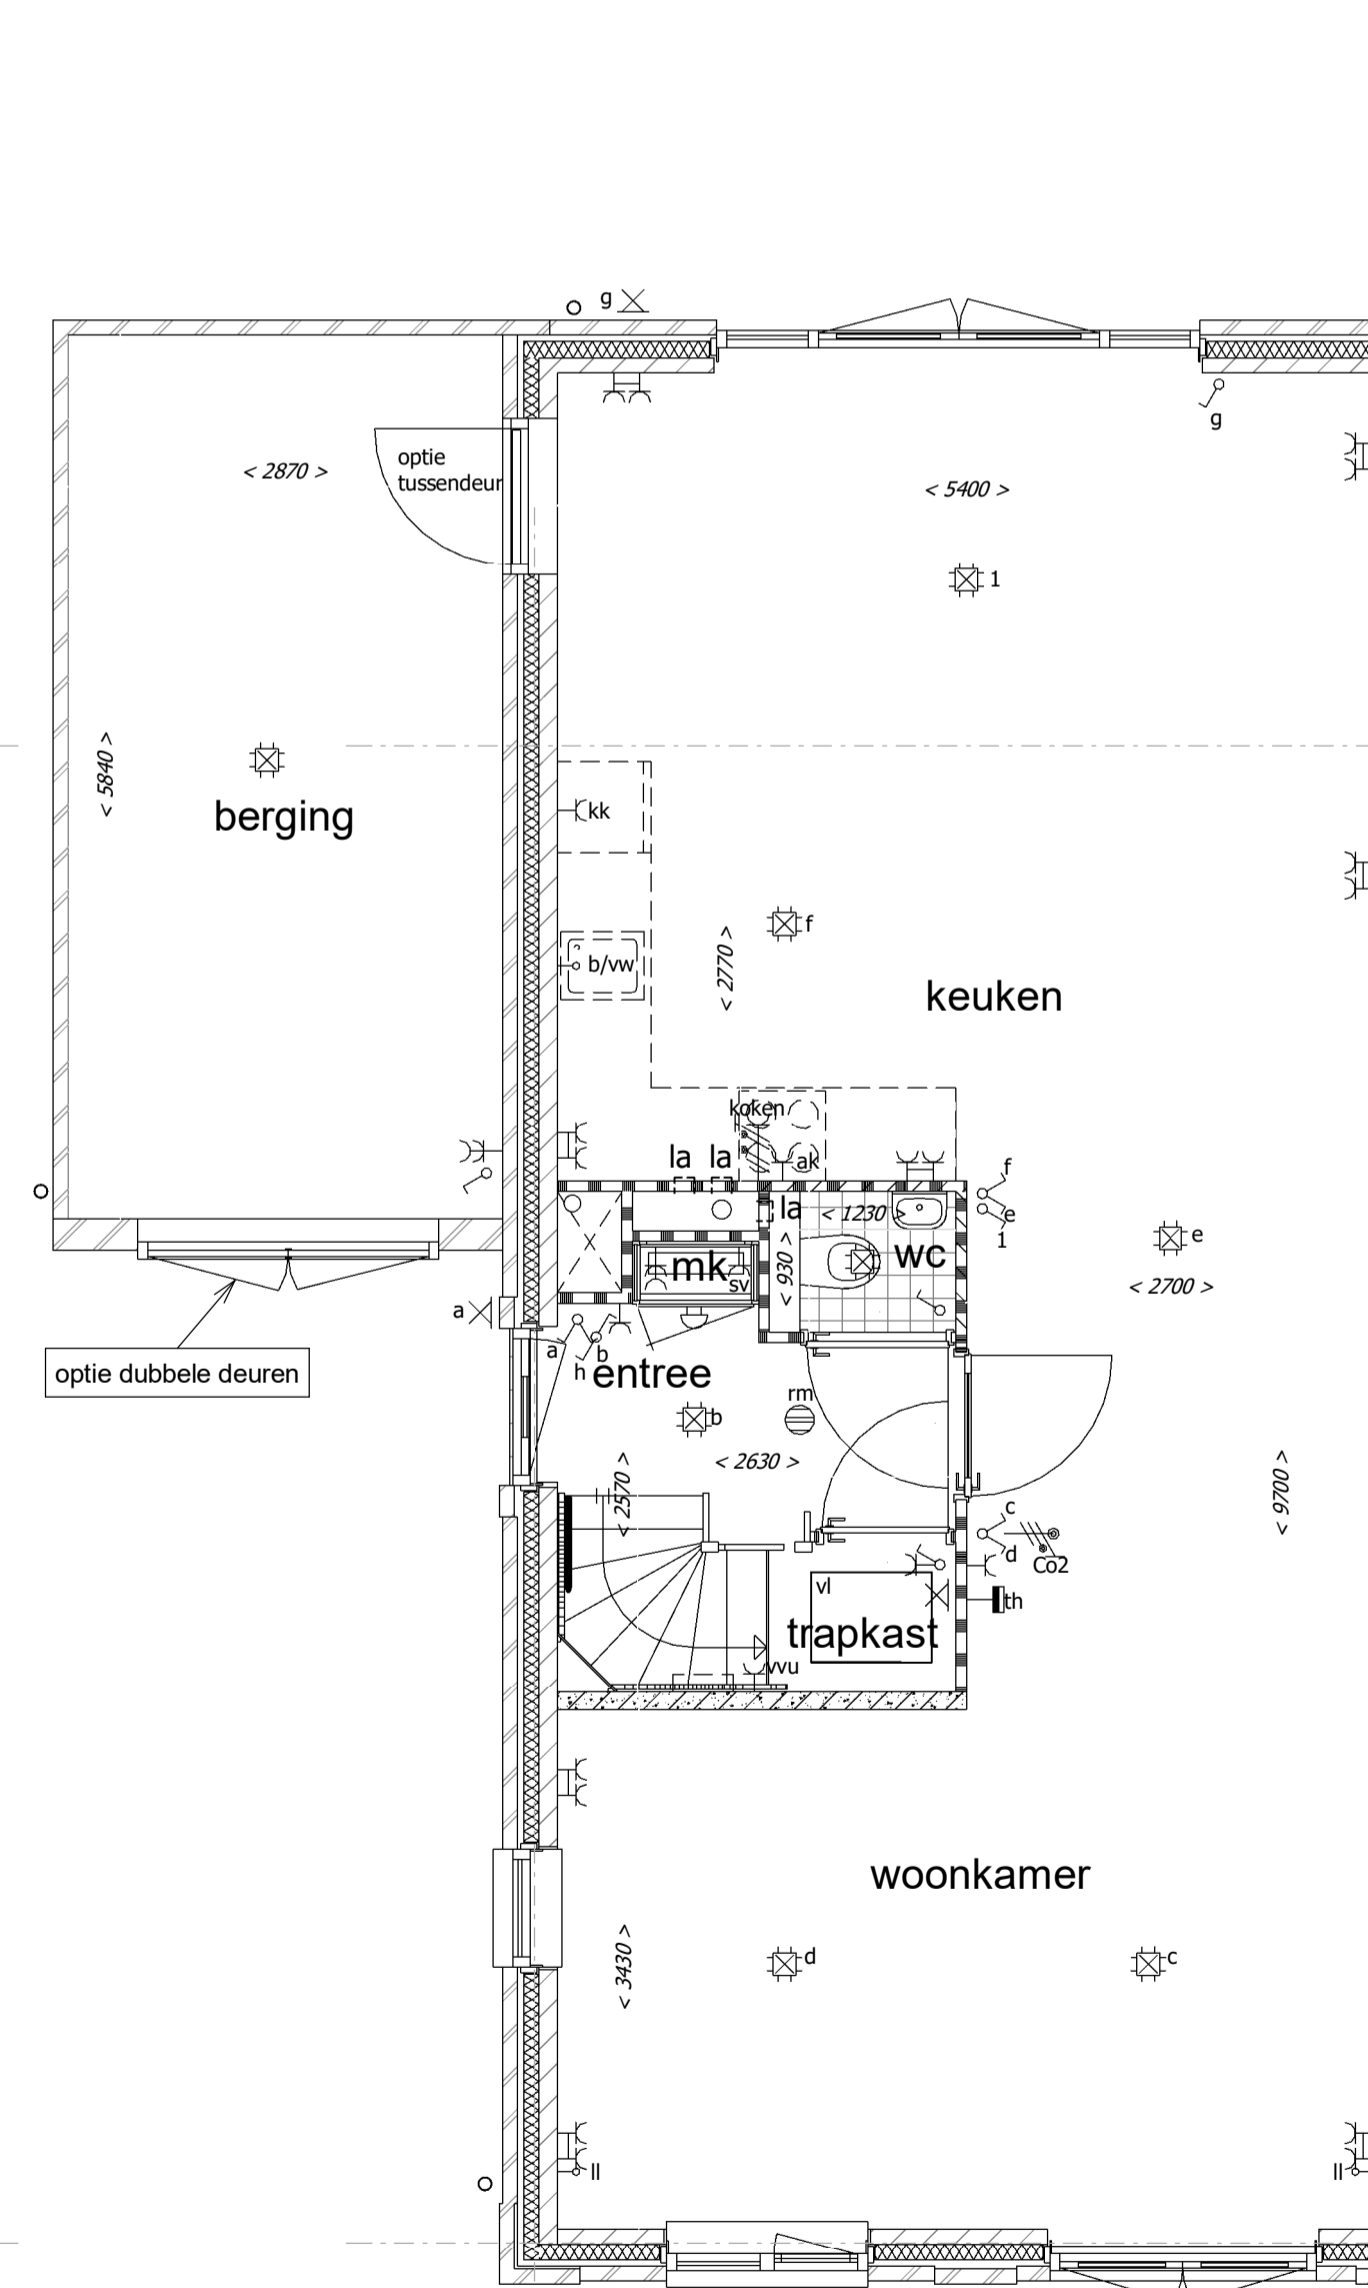 g
g
optie
tussendeur
< 2870 >
< 5400 >
1
< 5840 >
berging
kk
f
b/vw
< 2770 >
keuken
koken
la
la
ak
f
la
< 1230 >
e
1
e
mk
sv
< 930 >
wc
< 2700 >
a
a
b
h
entree
optie dubbele deuren
rm
b
< 2630 >
< 2570 >
< 9700 >
c
d
Co2
vl
th
trapkast
vvu
woonkamer
d
c
< 3430 >
ll
ll